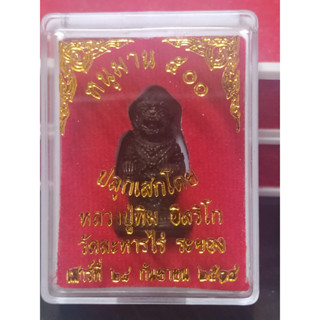 หนุมาน ๕๐๐
ปลุกเสกโดย
หลวงปู่ทิม อิสริโก
วัดละหารไร่ ระยอง
เสาร์ที่ ๒๘ กันยายน ๒๕๑๘